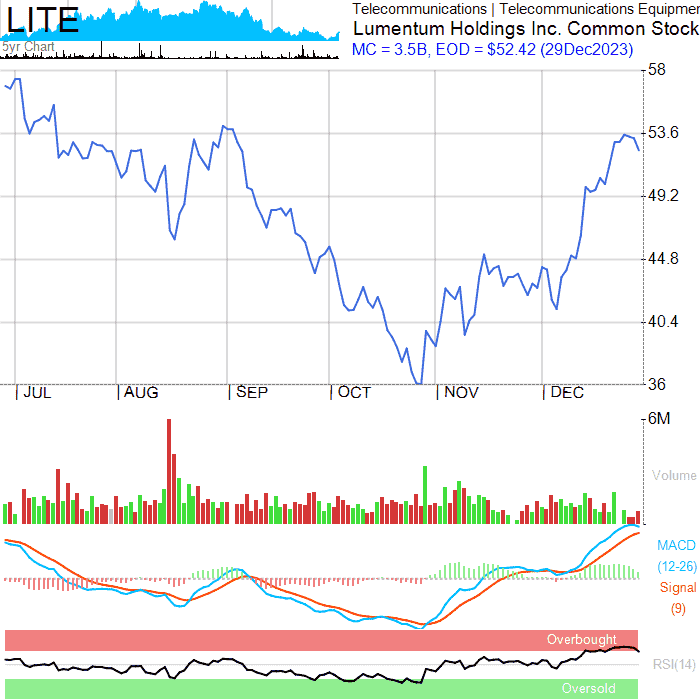 LITE
5yr Chart
Telecommunications | Telecommunications Equipmen
Lumentum Holdings Inc. Common Stock
MC = 3.5B, EOD = $52.42 (29Dec2023)
58
53.6
49.2
44.8
40.4
36
|JUL |AUG |SEP |OCT |NOV |DEC
6M
Volume
MACD
(12-26)
Signal
(9)
Overbought
RSI(14)
Oversold